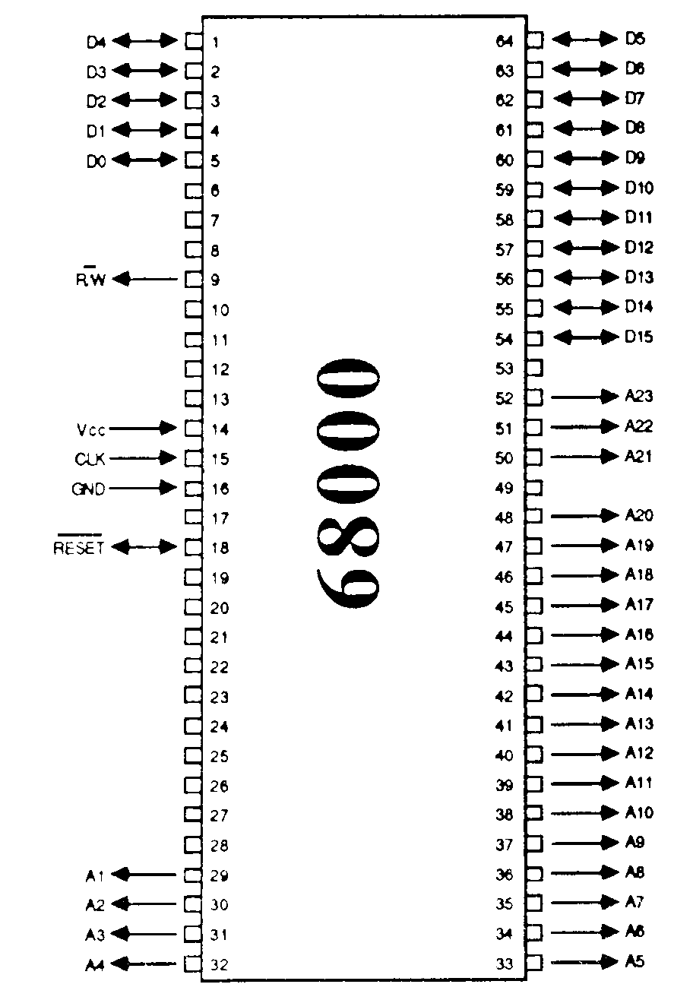 D4 1 64 D5
D3 2 63 D6
D2 3 62 D7
D1 4 61 D8
D0 5 60 D9
6 59 D10
7 58 D11
8 57 D12
R/W 9 56 D13
10 55 D14
11 54 D15
12 53
13 52 A23
Vcc 14 51 A22
CLK 15 50 A21
GND 16 49
17 48 A20
RESET 18 47 A19
19 46 A18
20 45 A17
21 44 A16
22 43 A15
23 42 A14
24 41 A13
25 40 A12
26 39 A11
27 38 A10
28 37 A9
A1 29 36 A8
A2 30 35 A7
A3 31 34 A6
A4 32 33 A5
68000